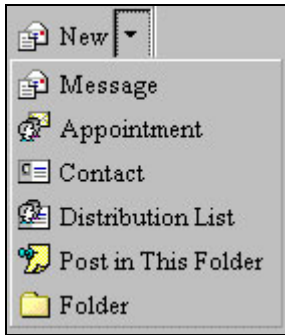 New
Message
Appointment
Contact
Distribution List
Post in This Folder
Folder